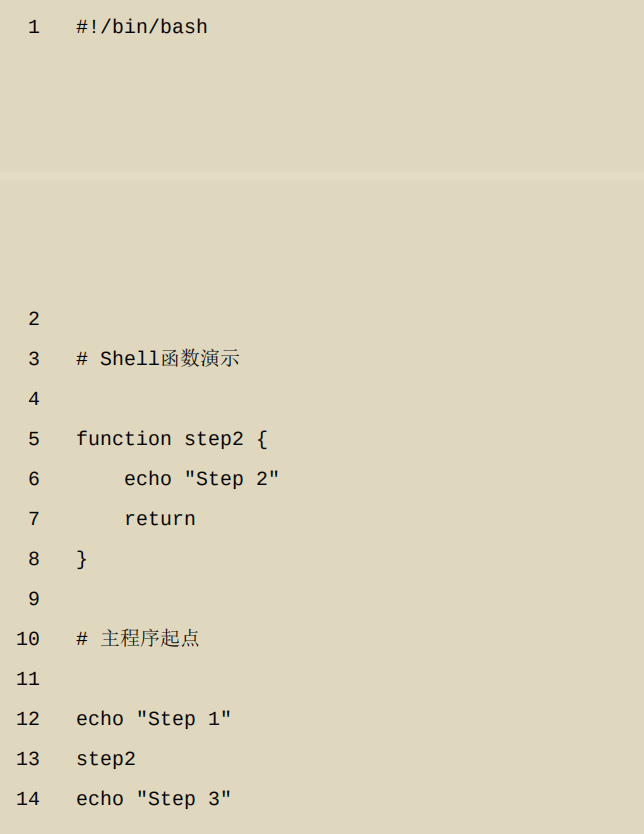 1 #!/bin/bash
2
3 # Shell函数演示
4
5 function step2 {
6     echo "Step 2"
7     return
8 }
9
10 # 主程序起点
11
12 echo "Step 1"
13 step2
14 echo "Step 3"